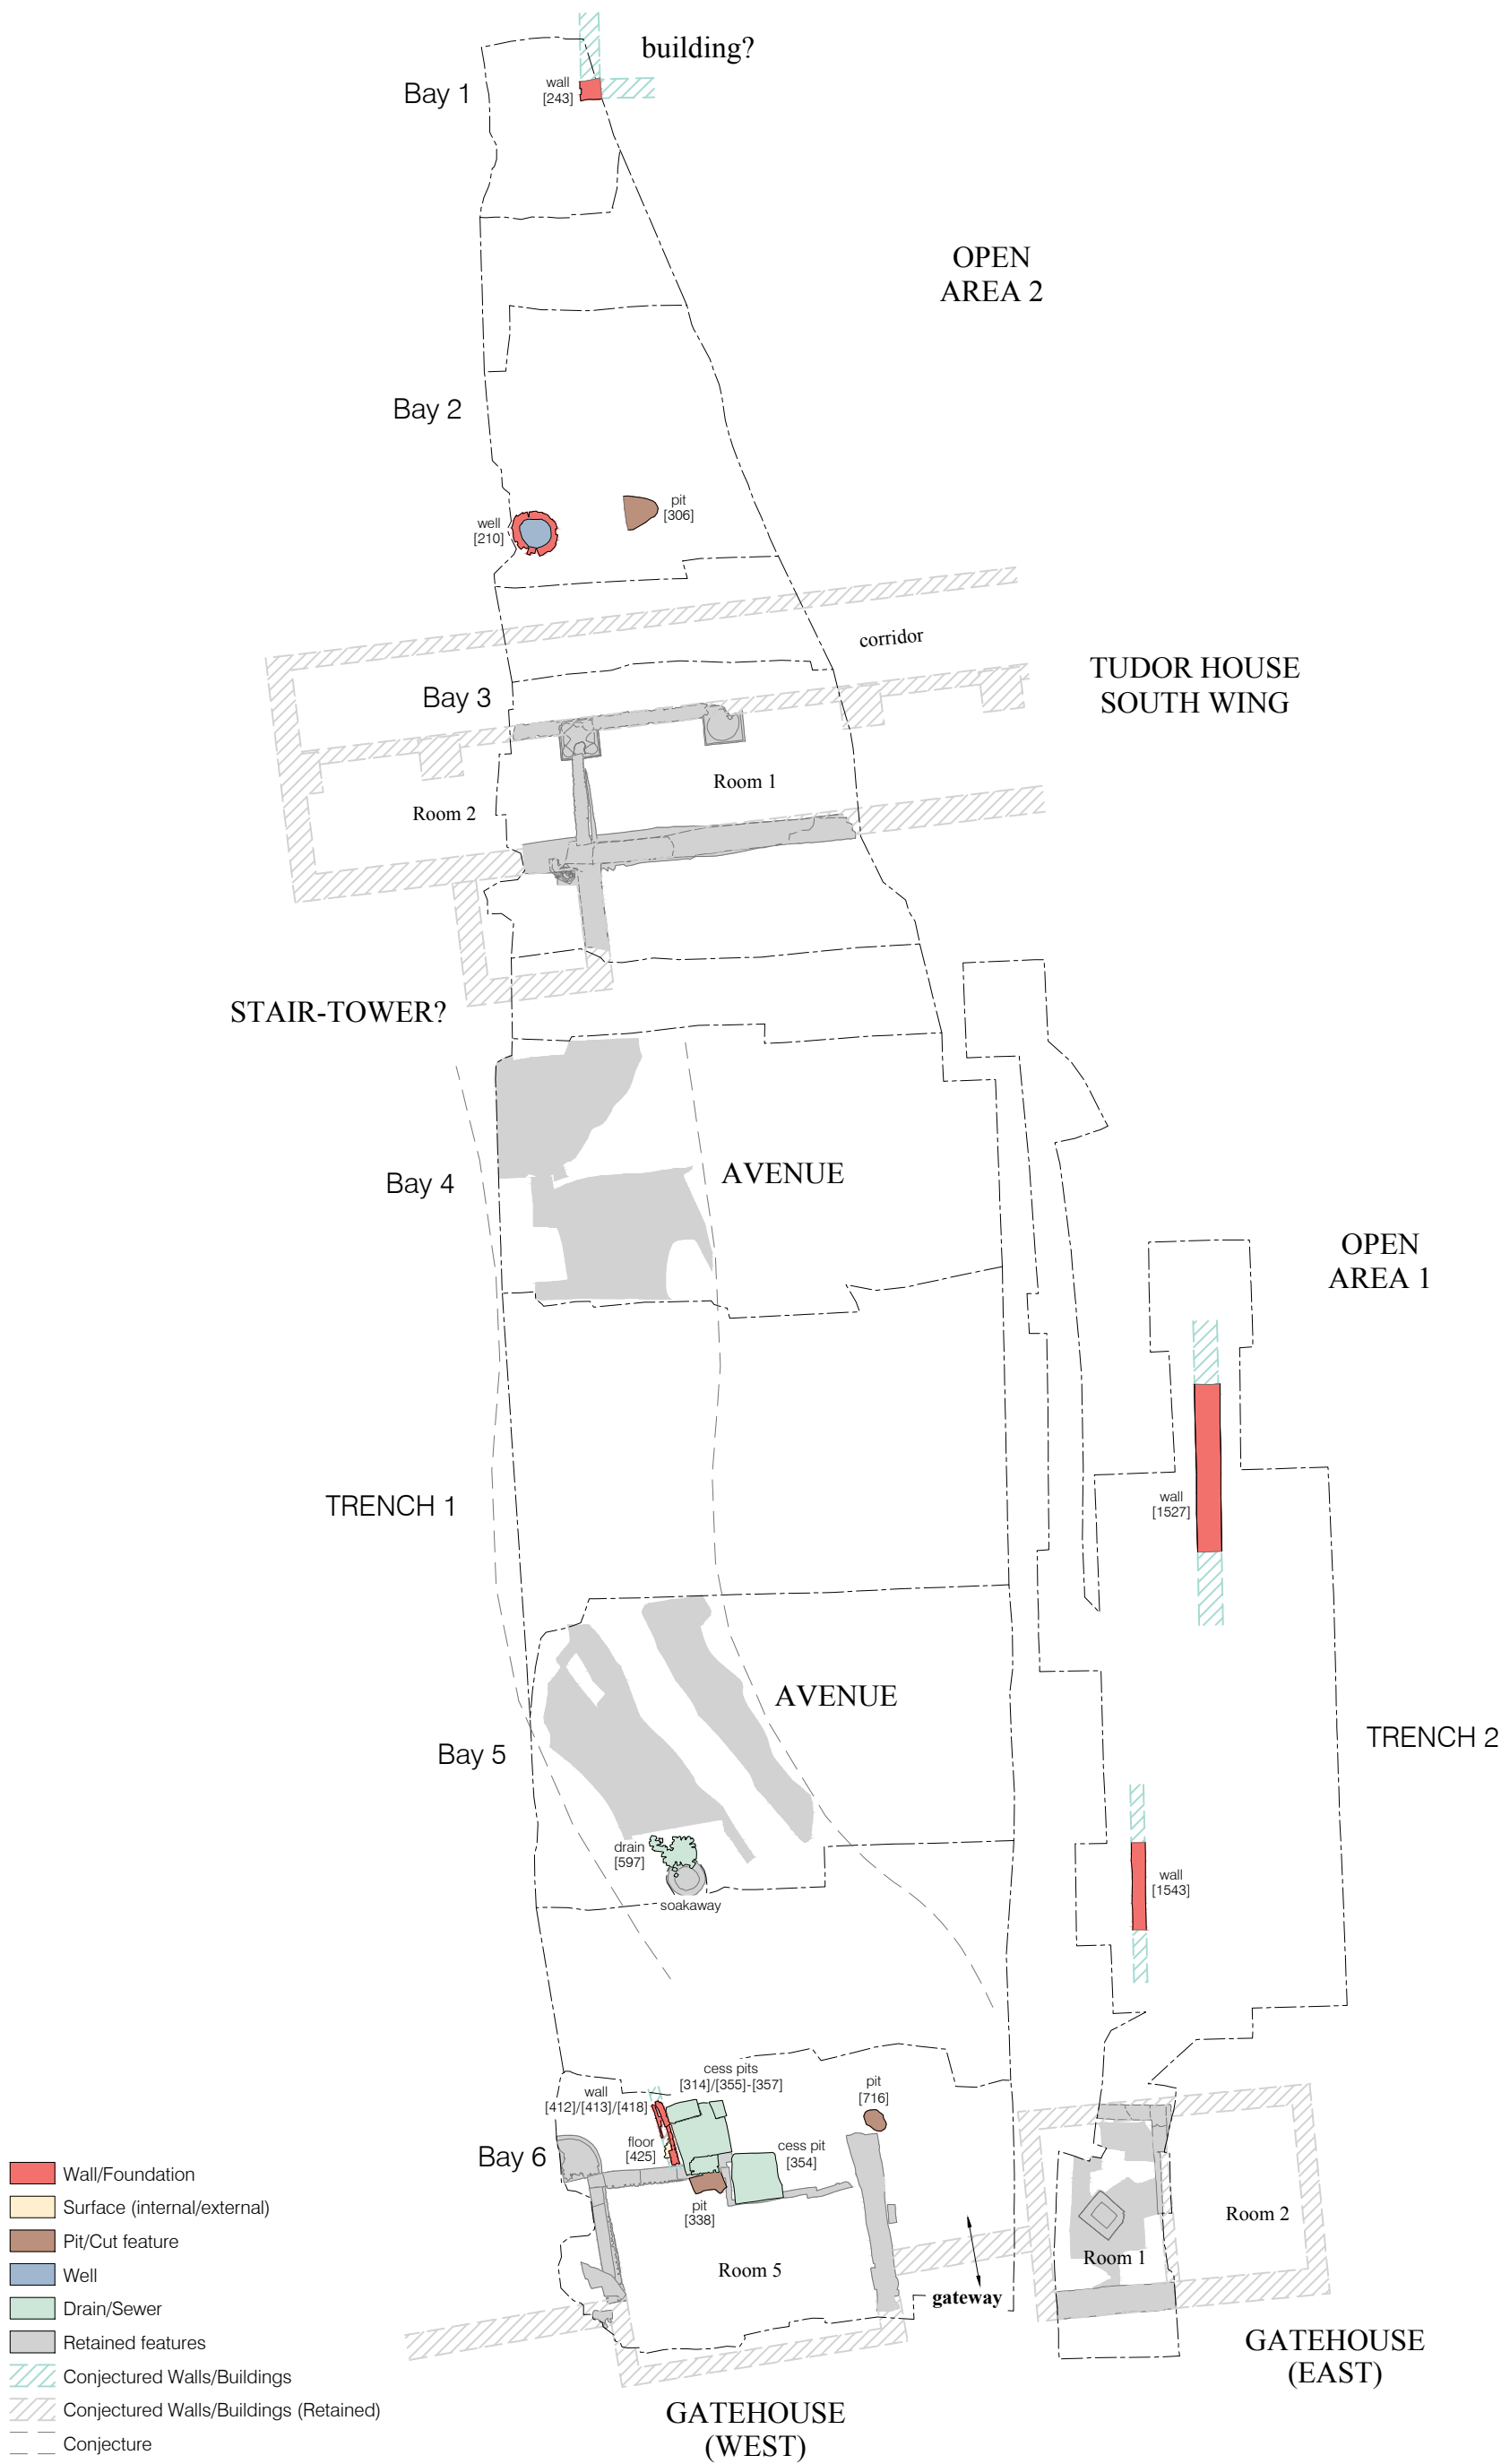 building?
wall
[243]
Bay 1
OPEN
AREA 2
Bay 2
pit
[306]
well
[210]
corridor
TUDOR HOUSE
SOUTH WING
Bay 3
Room 1
Room 2
STAIR-TOWER?
AVENUE
Bay 4
OPEN
AREA 1
wall
[1527]
TRENCH 1
AVENUE
TRENCH 2
Bay 5
drain
[597]
wall
[1543]
soakaway
cess pits
[314]/[355]-[357]
pit
[716]
wall
[412]/[413]/[418]
floor
[425]
cess pit
[354]
Bay 6
pit
[338]
Room 2
Room 1
Room 5
gateway
GATEHOUSE
(EAST)
GATEHOUSE
(WEST)
Wall/Foundation
Surface (internal/external)
Pit/Cut feature
Well
Drain/Sewer
Retained features
Conjectured Walls/Buildings
Conjectured Walls/Buildings (Retained)
Conjecture